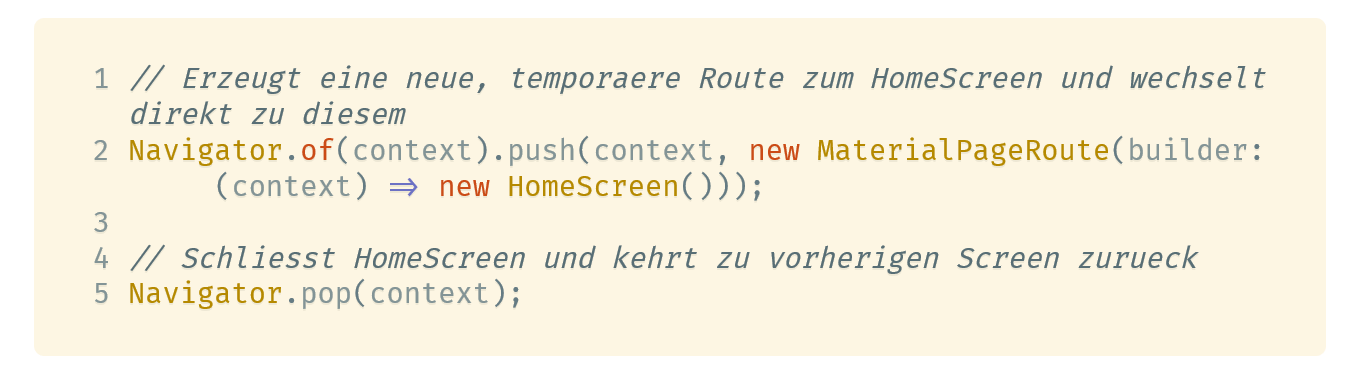 1 // Erzeugt eine neue, temporaere Route zum HomeScreen und wechselt
direkt zu diesem
2 Navigator.of(context).push(context, new MaterialPageRoute(builder:
(context) => new HomeScreen()));
3
4 // Schliesst HomeScreen und kehrt zu vorherigen Screen zurueck
5 Navigator.pop(context);